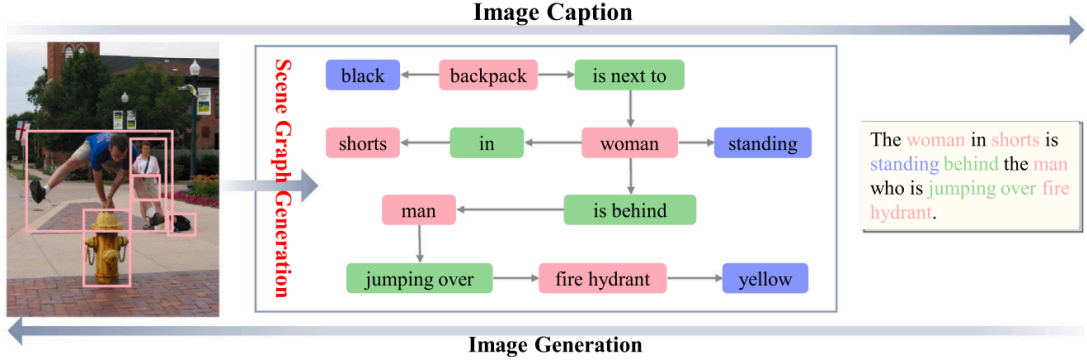 Image Caption
Scene Graph Generation
black backpack is next to
shorts in woman standing
man is behind
jumping over fire hydrant yellow
The woman in shorts is
standing behind the man
who is jumping over fire
hydrant.
Image Generation